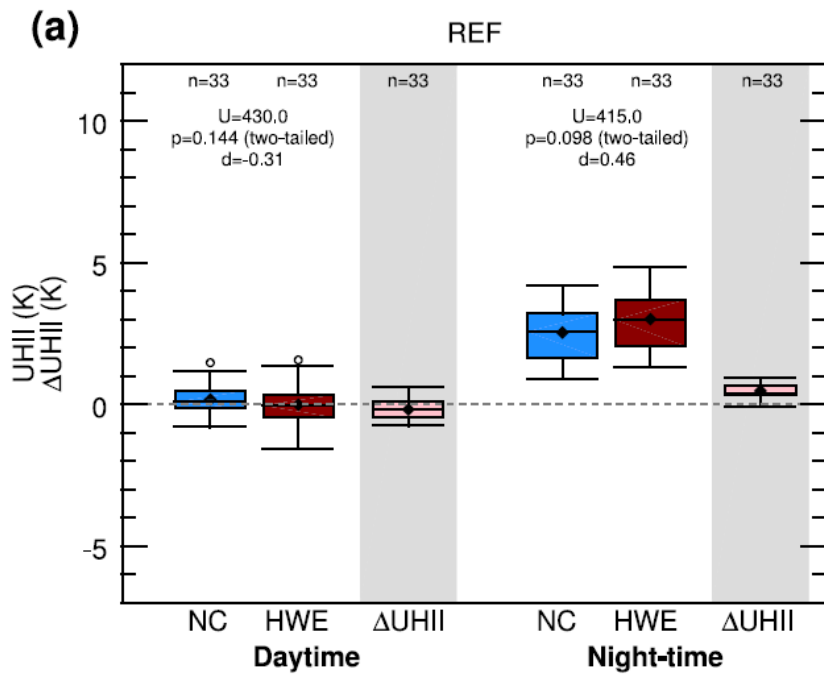 (a)
REF
n=33 n=33 n=33 n=33 n=33 n=33
U=430.0
p=0.144 (two-tailed)
d=-0.31
U=415.0
p=0.098 (two-tailed)
d=0.46
UHII (K)
ΔUHII (K)
10
5
0
-5
NC HWE ΔUHII NC HWE ΔUHII
Daytime Night-time